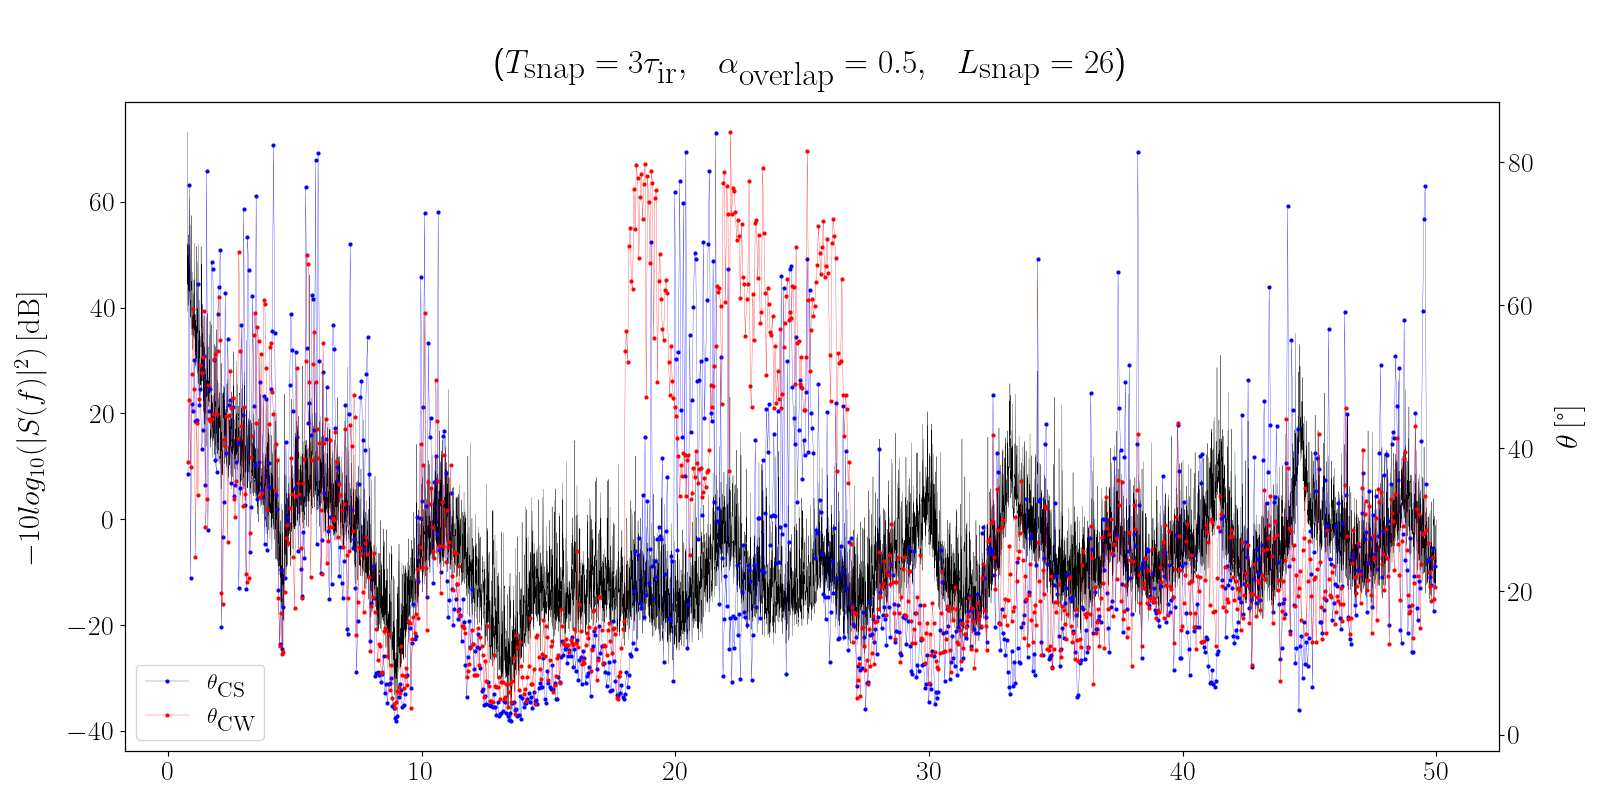 (T_snap = 3τ_ir,   α_overlap = 0.5,   L_snap = 26)
−10log₁₀(|S(f)|²) [dB]
60
40
20
0
−20
−40
θ_CS
θ_CW
0 10 20 30 40 50
80
60
40
20
0
θ [°]